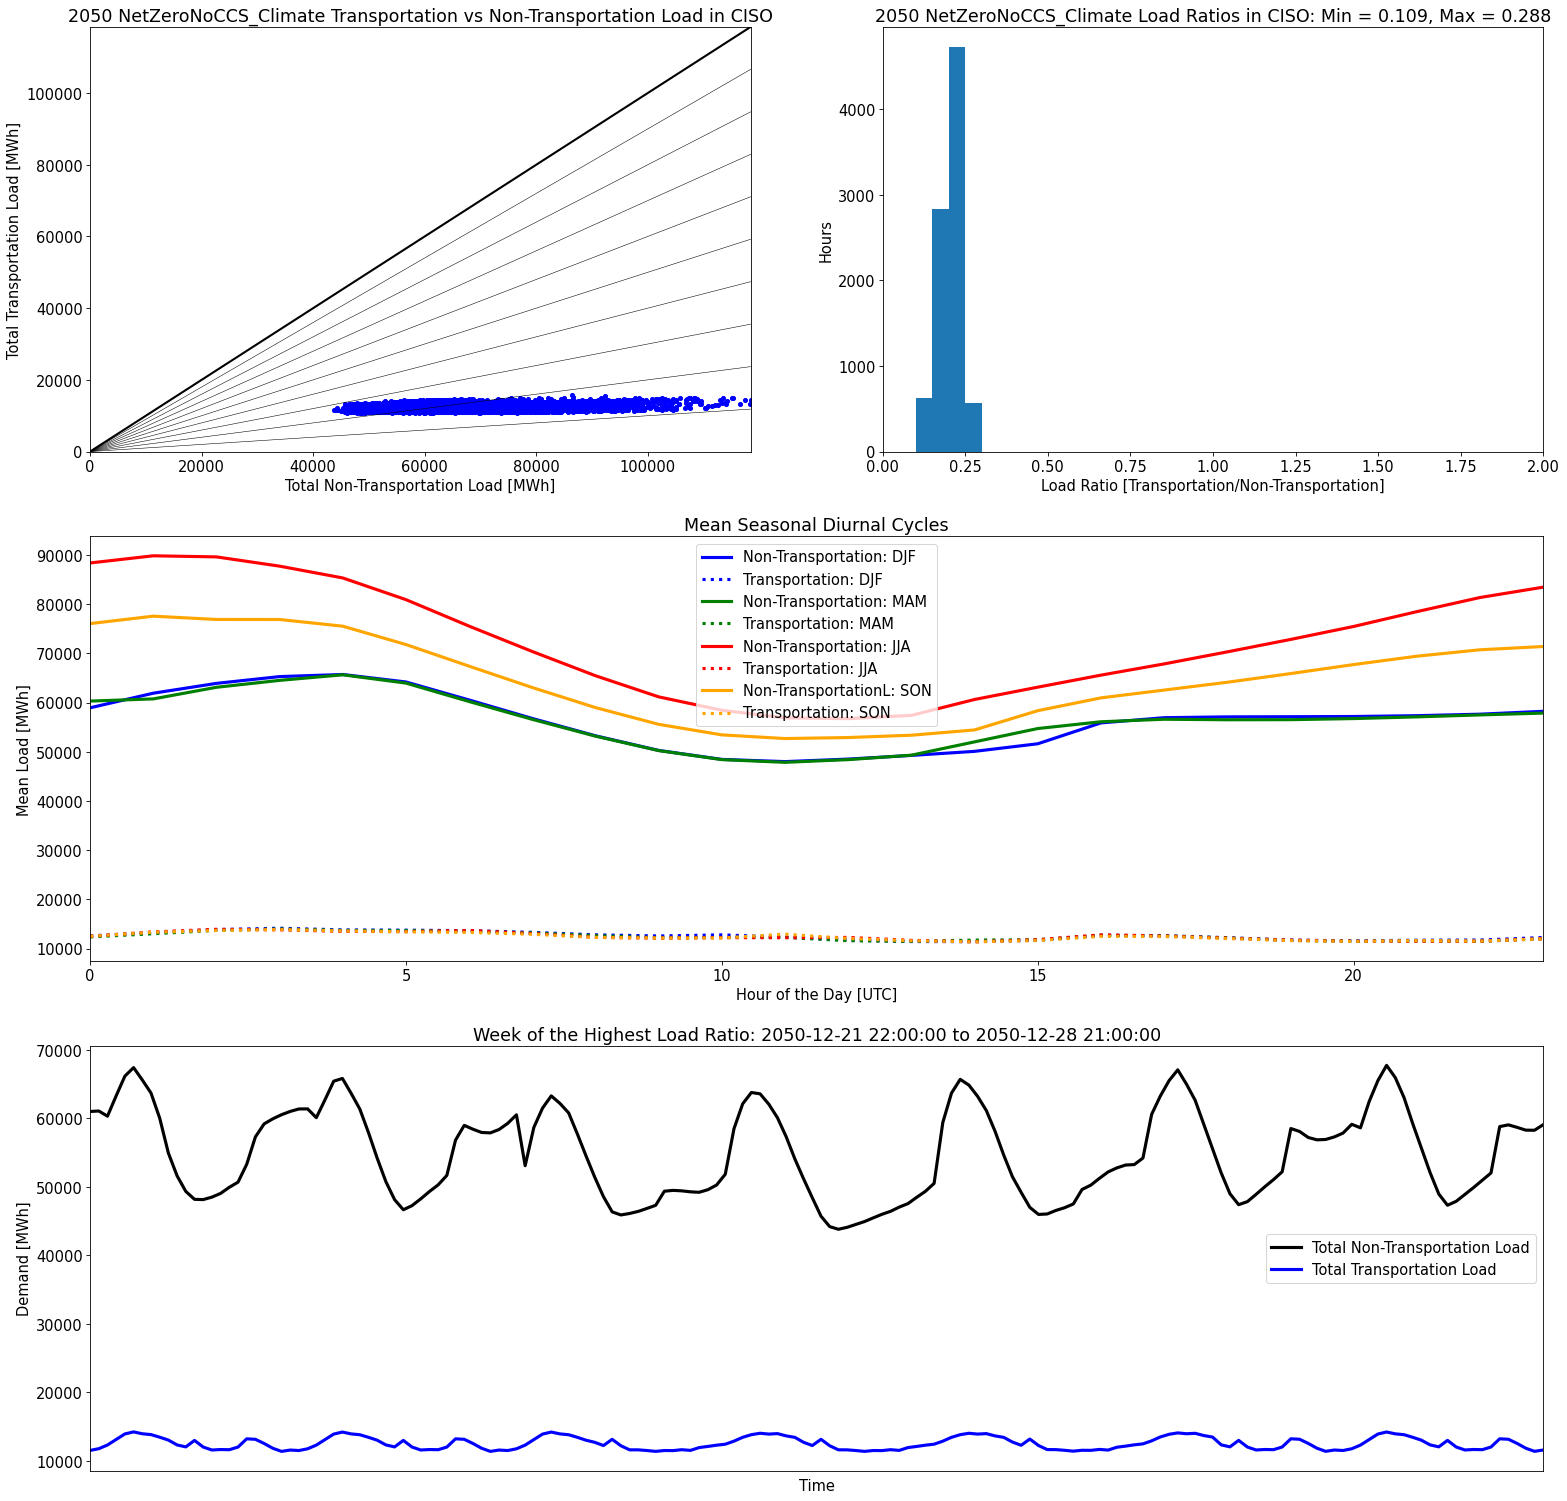 2050 NetZeroNoCCS_Climate Transportation vs Non-Transportation Load in CISO
Total Transportation Load [MWh]
100000
80000
60000
40000
20000
0
0 20000 40000 60000 80000 100000
Total Non-Transportation Load [MWh]
2050 NetZeroNoCCS_Climate Load Ratios in CISO: Min = 0.109, Max = 0.288
Hours
4000
3000
2000
1000
0
0.00 0.25 0.50 0.75 1.00 1.25 1.50 1.75 2.00
Load Ratio [Transportation/Non-Transportation]
Mean Seasonal Diurnal Cycles
Mean Load [MWh]
90000
80000
70000
60000
50000
40000
30000
20000
10000
Non-Transportation: DJF
Transportation: DJF
Non-Transportation: MAM
Transportation: MAM
Non-Transportation: JJA
Transportation: JJA
Non-TransportationL: SON
Transportation: SON
0 5 10 15 20
Hour of the Day [UTC]
Week of the Highest Load Ratio: 2050-12-21 22:00:00 to 2050-12-28 21:00:00
Demand [MWh]
70000
60000
50000
40000
30000
20000
10000
Total Non-Transportation Load
Total Transportation Load
Time